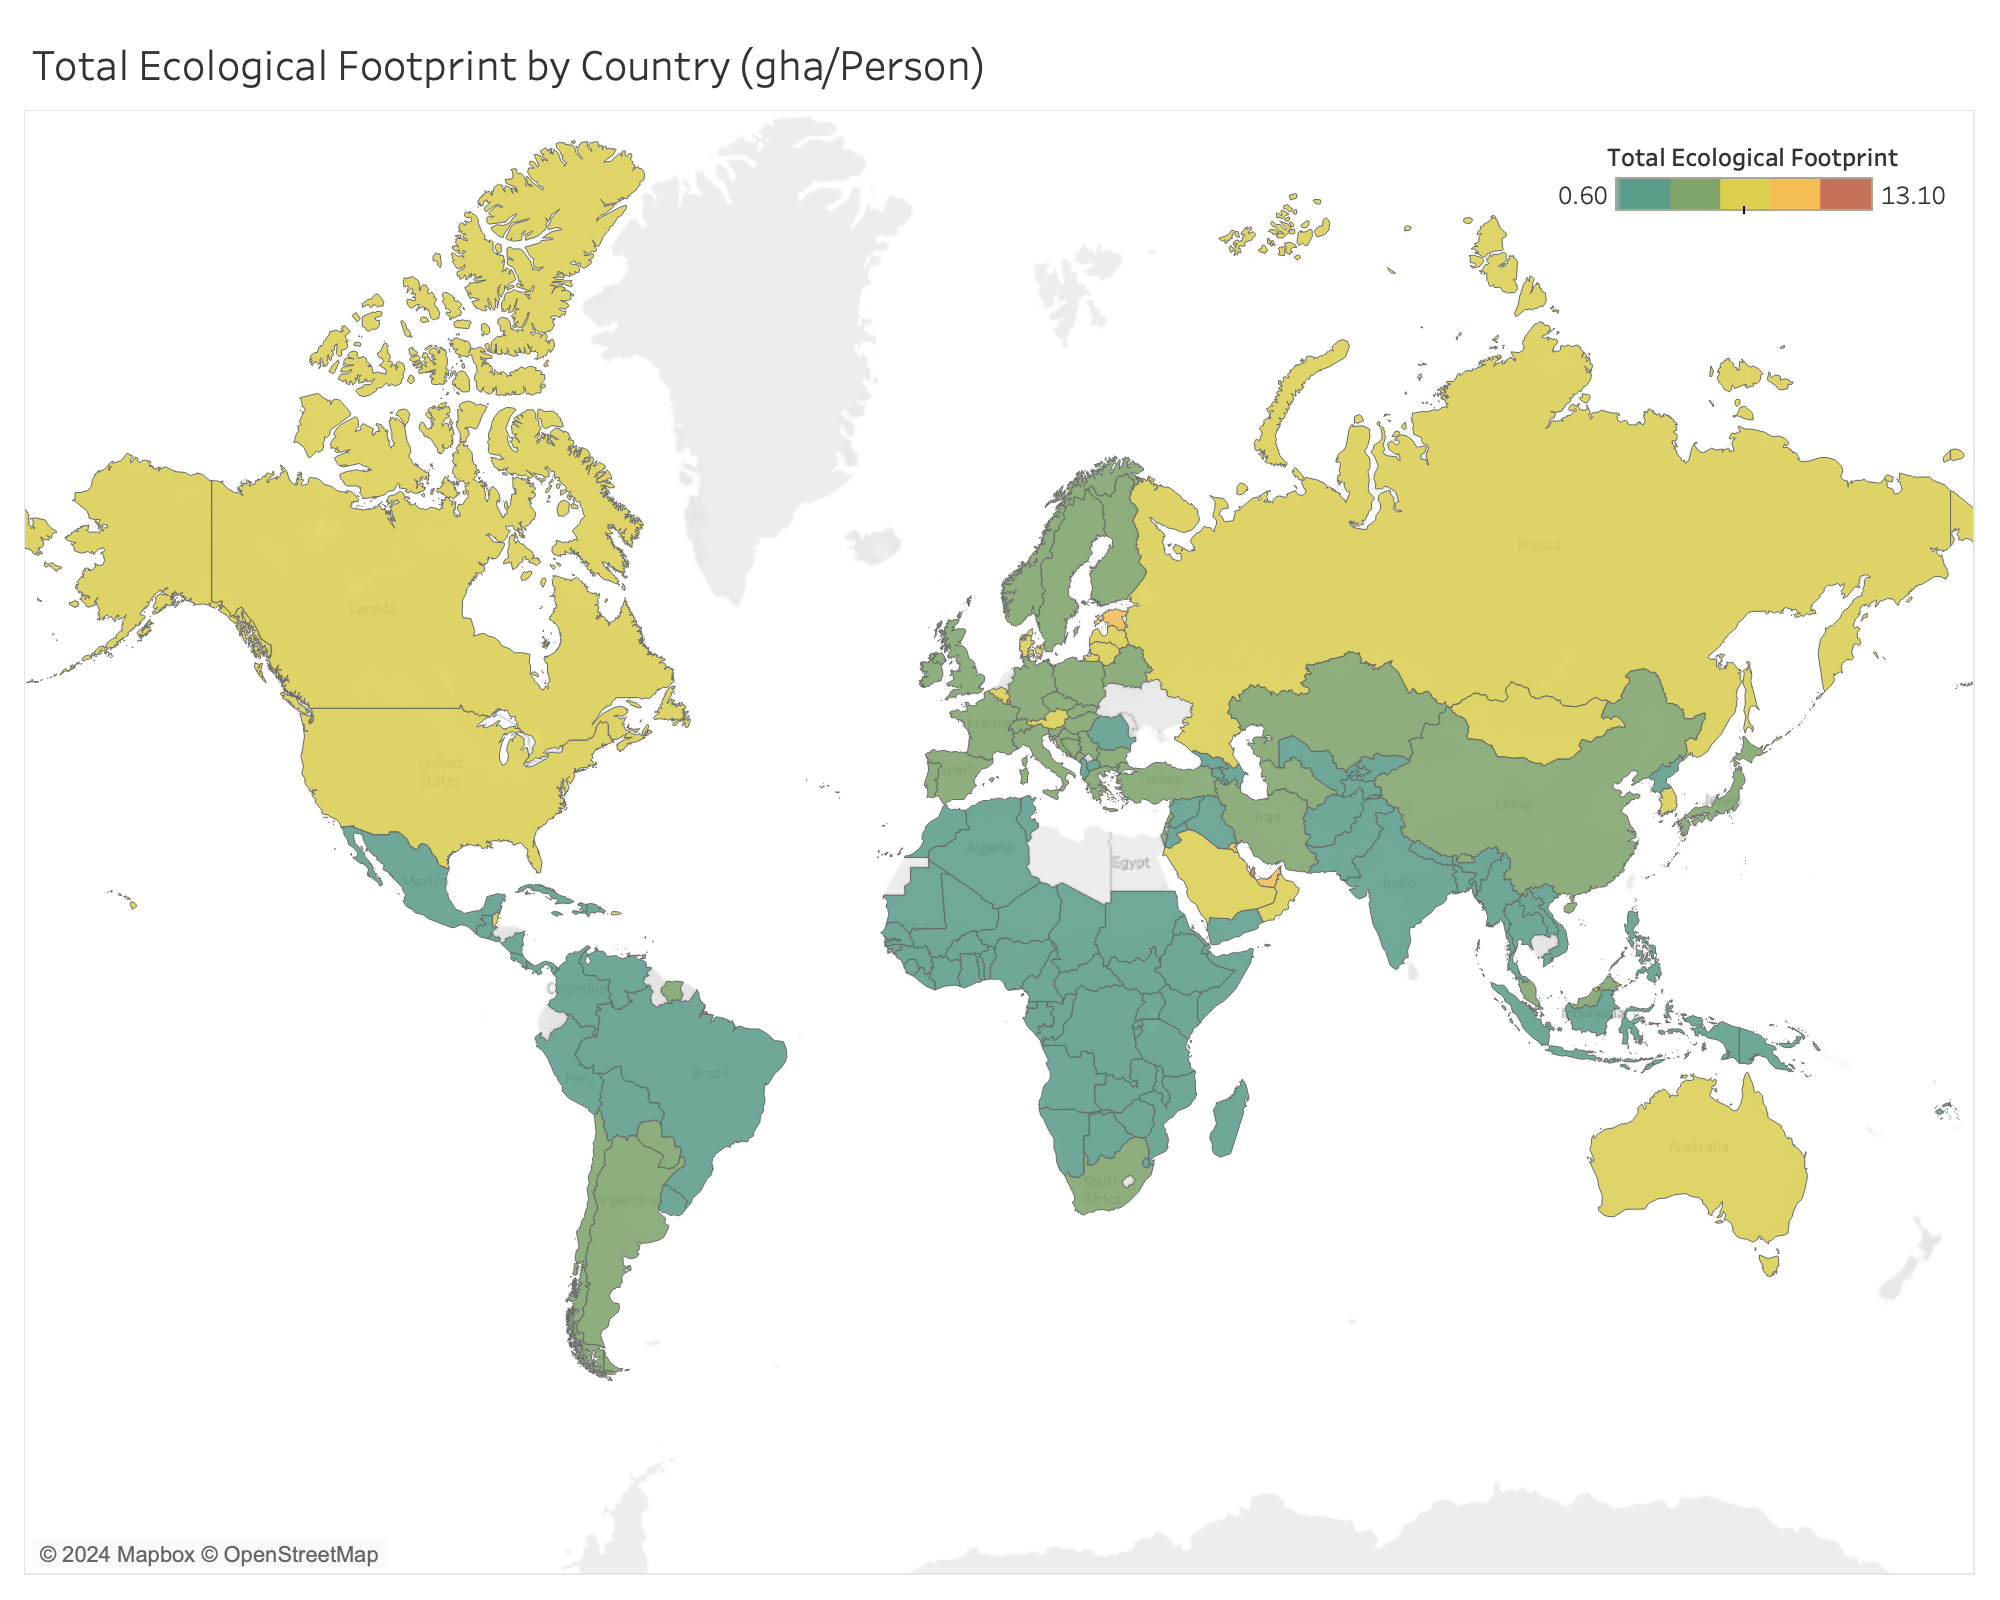 Total Ecological Footprint by Country (gha/Person)
Total Ecological Footprint
0.60
13.10
Russia
Canada
France
United
States
Spain
Turkey
China
Iran
Algeria
Egypt
Mexico
India
Colombia
Indonesia
Peru
Brazil
Australia
South
Africa
Argentina
© 2024 Mapbox © OpenStreetMap